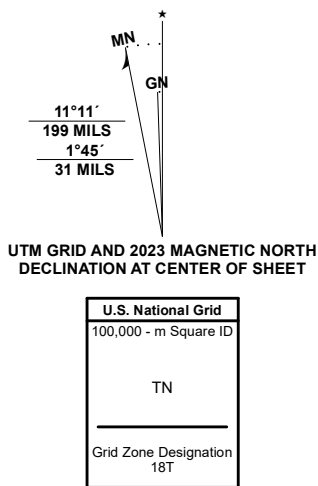 ★
MN
GN
11°11´
199 MILS
1°45´
31 MILS
UTM GRID AND 2023 MAGNETIC NORTH
DECLINATION AT CENTER OF SHEET
U.S. National Grid
100,000 - m Square ID
TN
Grid Zone Designation
18T